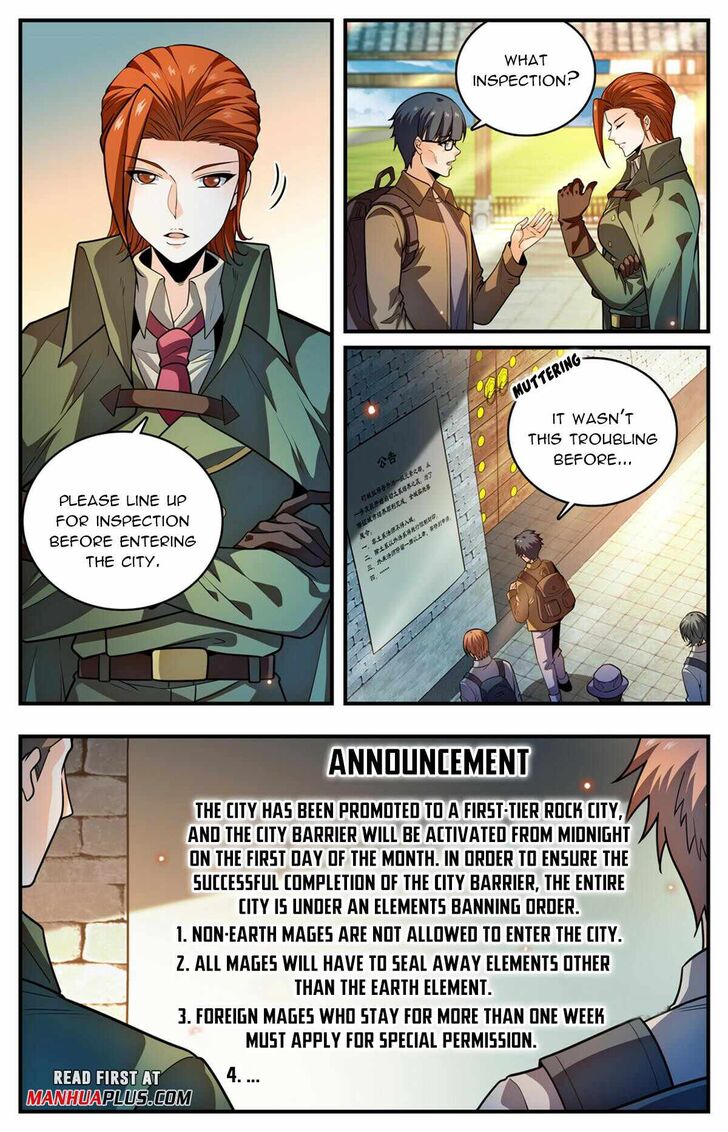 PLEASE LINE UP
FOR INSPECTION
BEFORE ENTERING
THE CITY.
WHAT
INSPECTION?
MUTTERING
IT WASN'T
THIS TROUBLING
BEFORE...
公告
ANNOUNCEMENT
THE CITY HAS BEEN PROMOTED TO A FIRST-TIER ROCK CITY,
AND THE CITY BARRIER WILL BE ACTIVATED FROM MIDNIGHT
ON THE FIRST DAY OF THE MONTH. IN ORDER TO ENSURE THE
SUCCESSFUL COMPLETION OF THE CITY BARRIER, THE ENTIRE
CITY IS UNDER AN ELEMENTS BANNING ORDER.
1. NON-EARTH MAGES ARE NOT ALLOWED TO ENTER THE CITY.
2. ALL MAGES WILL HAVE TO SEAL AWAY ELEMENTS OTHER
THAN THE EARTH ELEMENT.
3. FOREIGN MAGES WHO STAY FOR MORE THAN ONE WEEK
MUST APPLY FOR SPECIAL PERMISSION.
4. ...
READ FIRST AT
MANHUAPLUS.COM